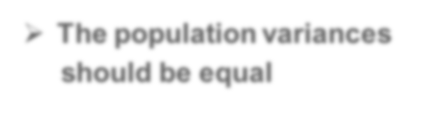 ➢ The population variances
should be equal